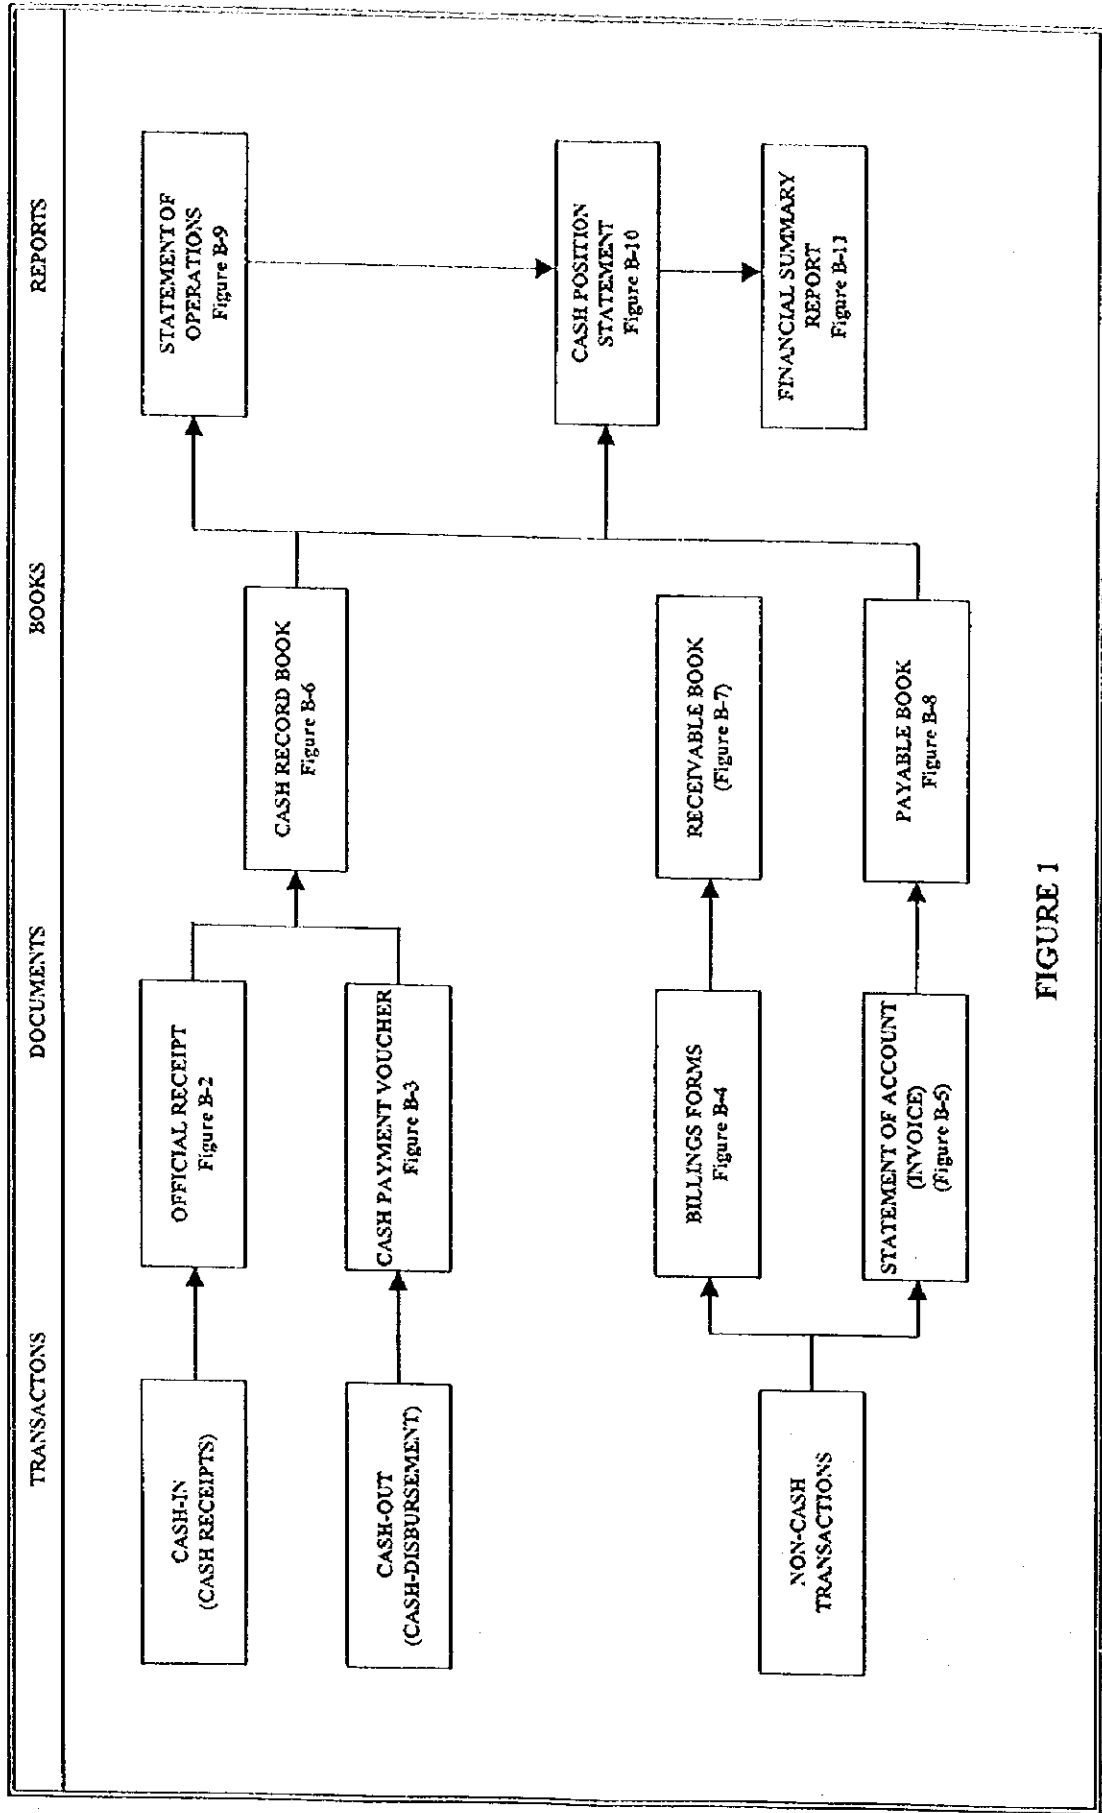 TRANSACTONS
DOCUMENTS
BOOKS
REPORTS
CASH-IN
(CASH RECEIPTS)
OFFICIAL RECEIPT
Figure B-2
CASH-OUT
(CASH-DISBURSEMENT)
CASH PAYMENT VOUCHER
Figure B-3
CASH RECORD BOOK
Figure B-6
STATEMENT OF
OPERATIONS
Figure B-9
NON-CASH
TRANSACTIONS
BILLINGS FORMS
Figure B-4
RECEIVABLE BOOK
(Figure B-7)
CASH POSITION
STATEMENT
Figure B-10
STATEMENT OF ACCOUNT
(INVOICE)
(Figure B-5)
PAYABLE BOOK
Figure B-8
FINANCIAL SUMMARY
REPORT
Figure B-11
FIGURE 1